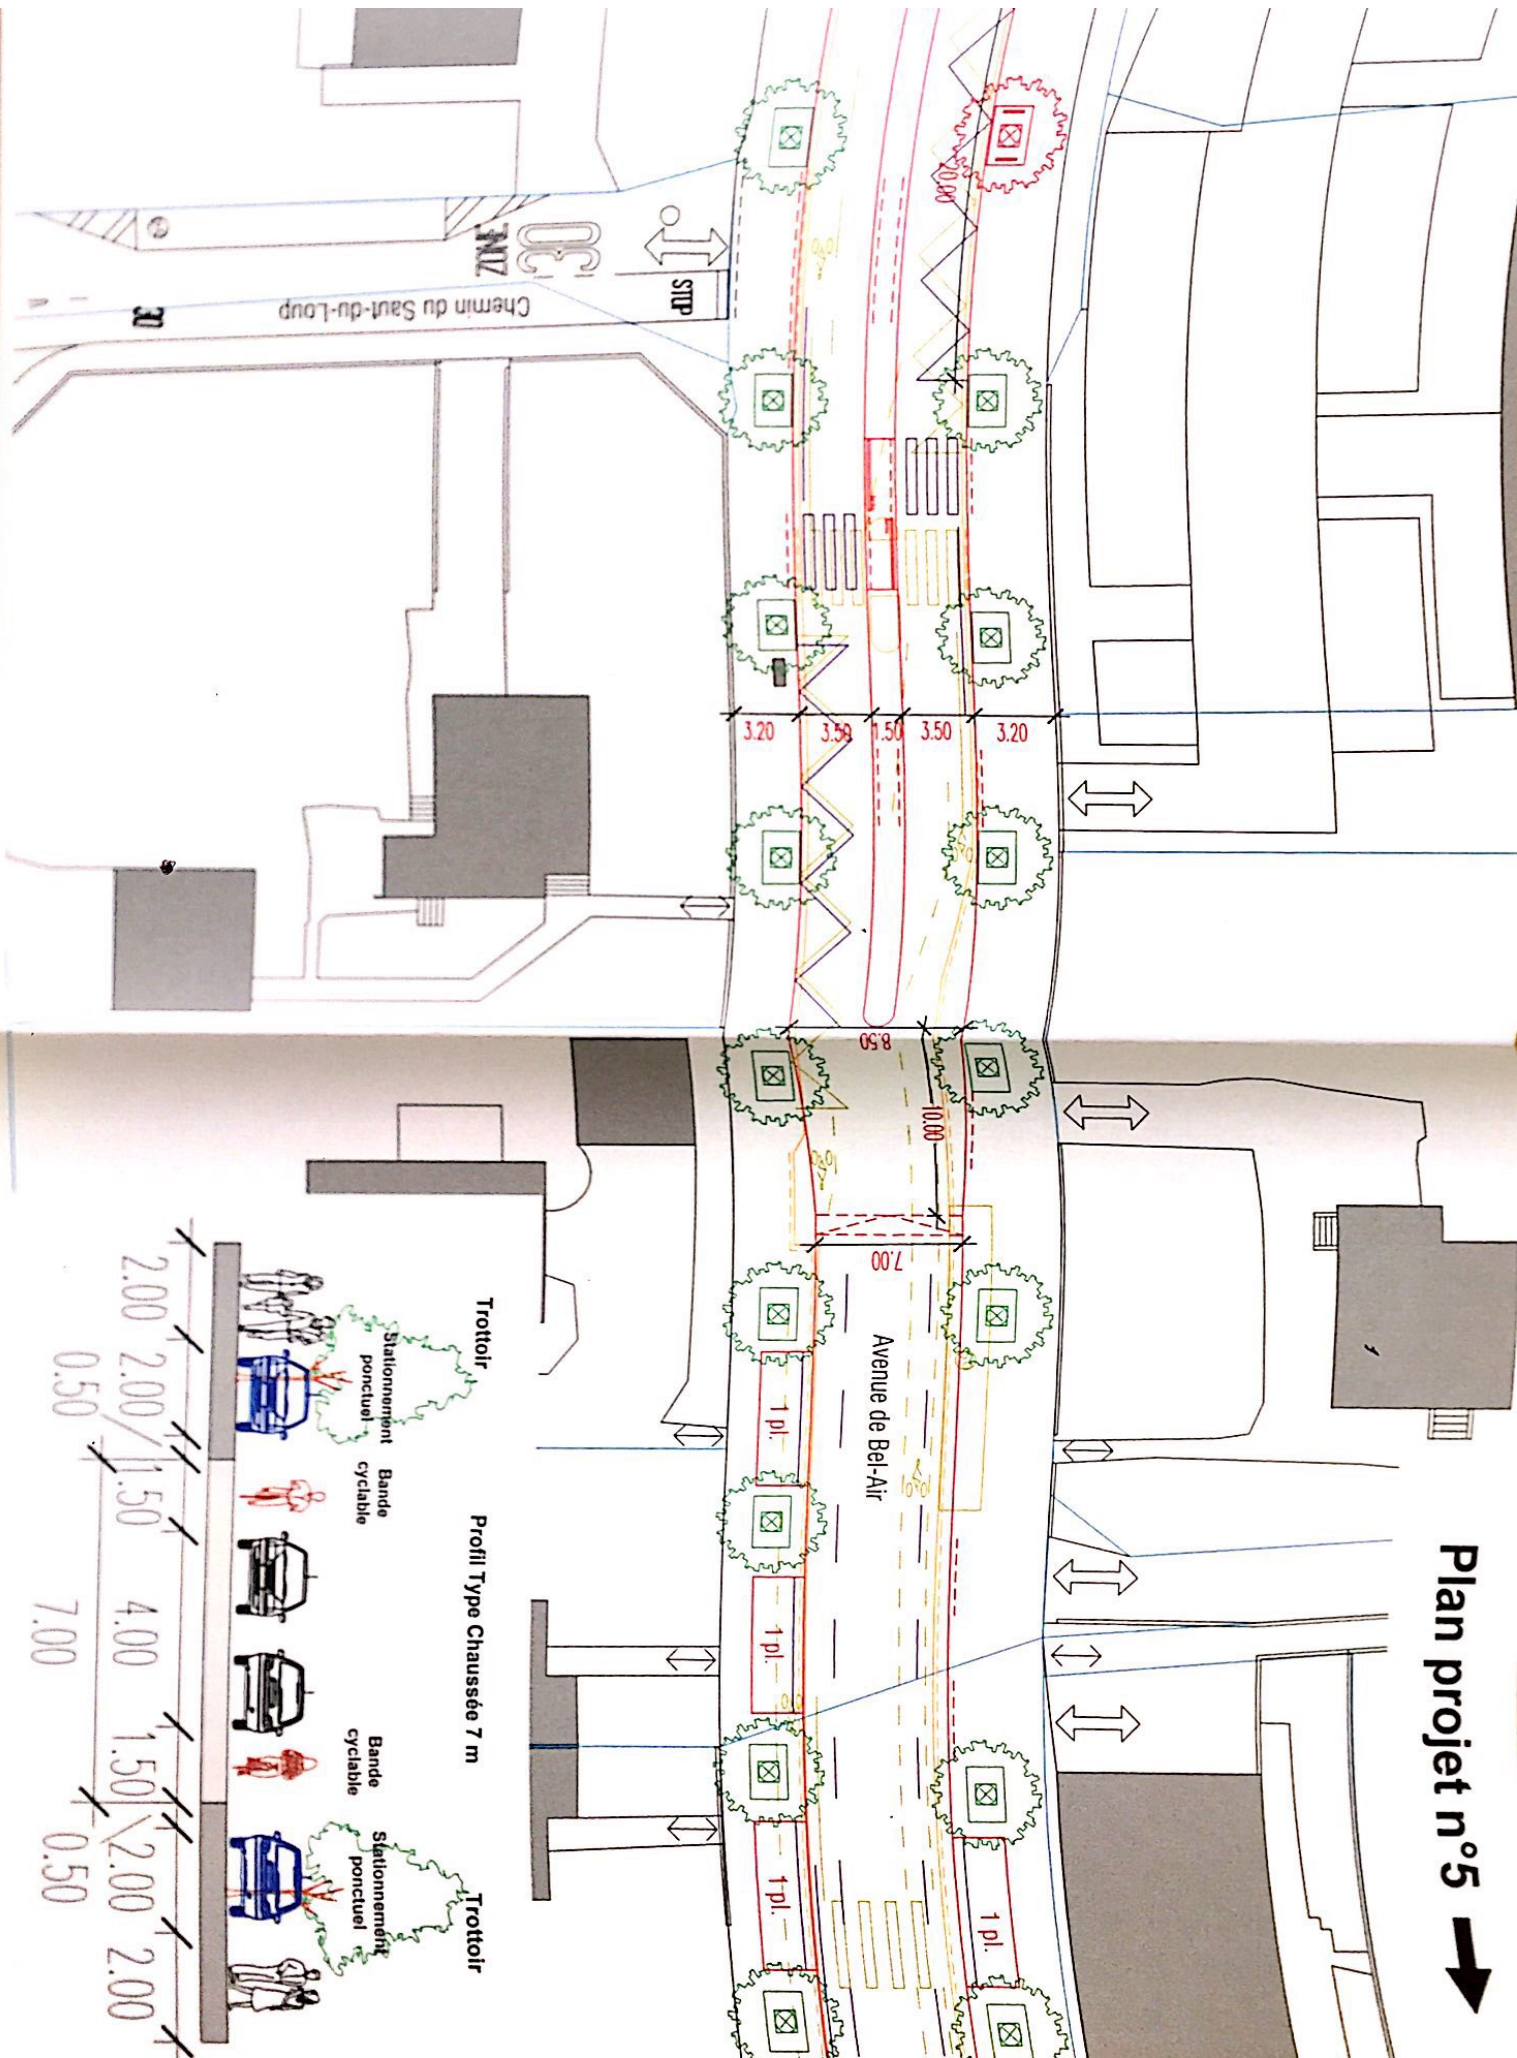 Plan projet n°5
Chemin du Saut-du-Loup
STOP
ZONE
30
30
20.00
3.20
3.50
1.50
3.50
3.20
8.50
10.00
7.00
Avenue de Bel-Air
1 pl.
1 pl.
1 pl.
1 pl.
Profil Type Chaussée 7 m
Trottoir
Stationnement
ponctuel
Bande
cyclable
Bande
cyclable
Stationnement
ponctuel
Trottoir
2.00
2.00
1.50
4.00
1.50
2.00
2.00
0.50
7.00
0.50